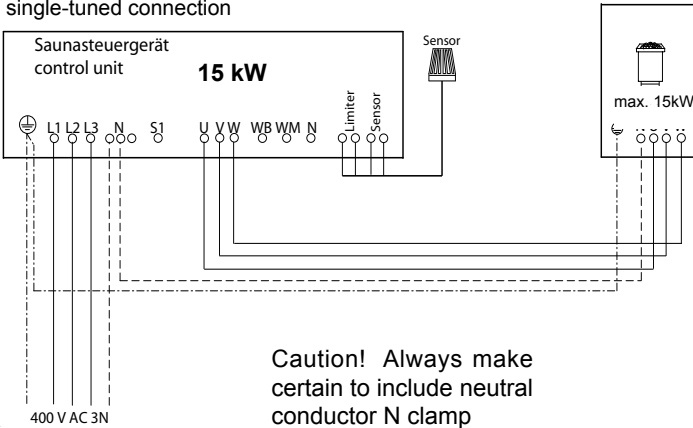 single-tuned connection
Saunasteuergerät
control unit
15 kW
Sensor
max. 15kW
L1 L2 L3 N S1 U V W WB WM N
Limiter
Sensor
400 V AC 3N
Caution! Always make
certain to include neutral
conductor N clamp